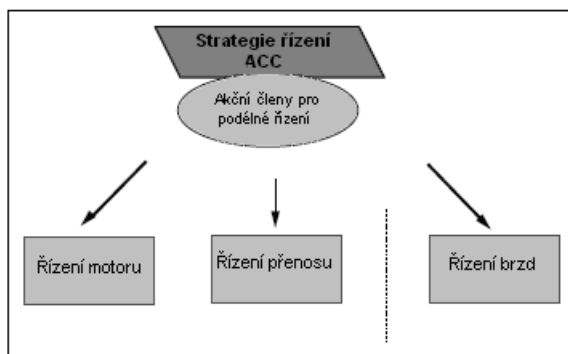 Strategie řízení
ACC
Akční členy pro
podélné řízení
Řízení motoru
Řízení přenosu
Řízení brzd